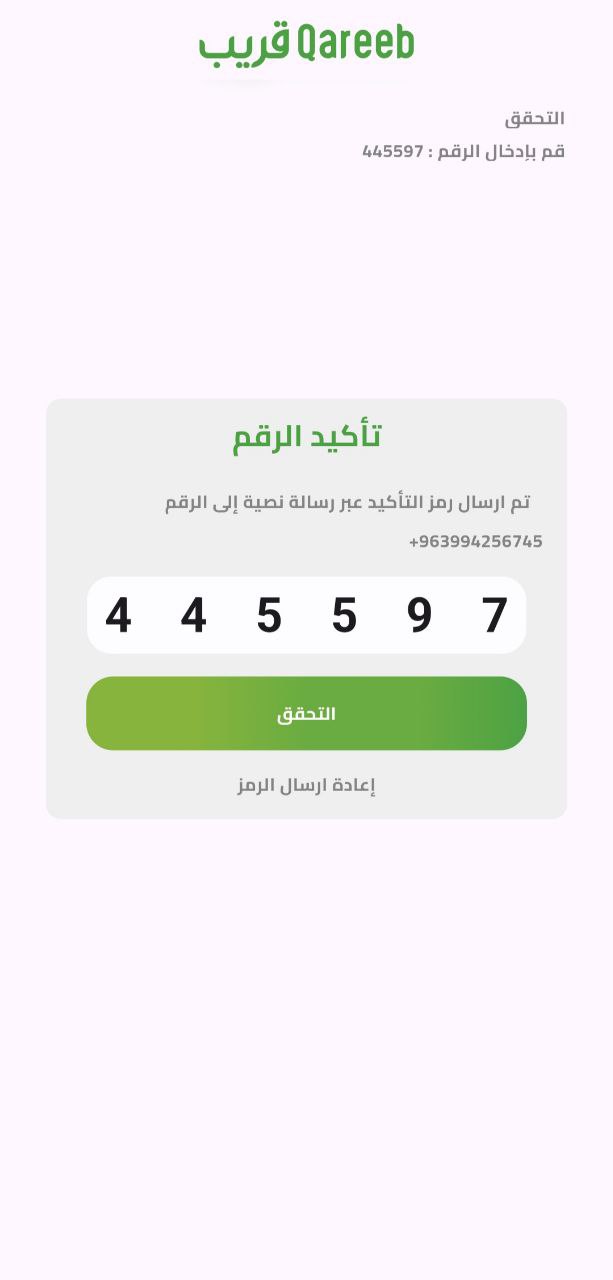 قريب Qareeb
التحقق
قم بإدخال الرقم : 445597
تأكيد الرقم
تم ارسال رمز التأكيد عبر رسالة نصية إلى الرقم
+963994256745
4 4 5 5 9 7
التحقق
إعادة ارسال الرمز